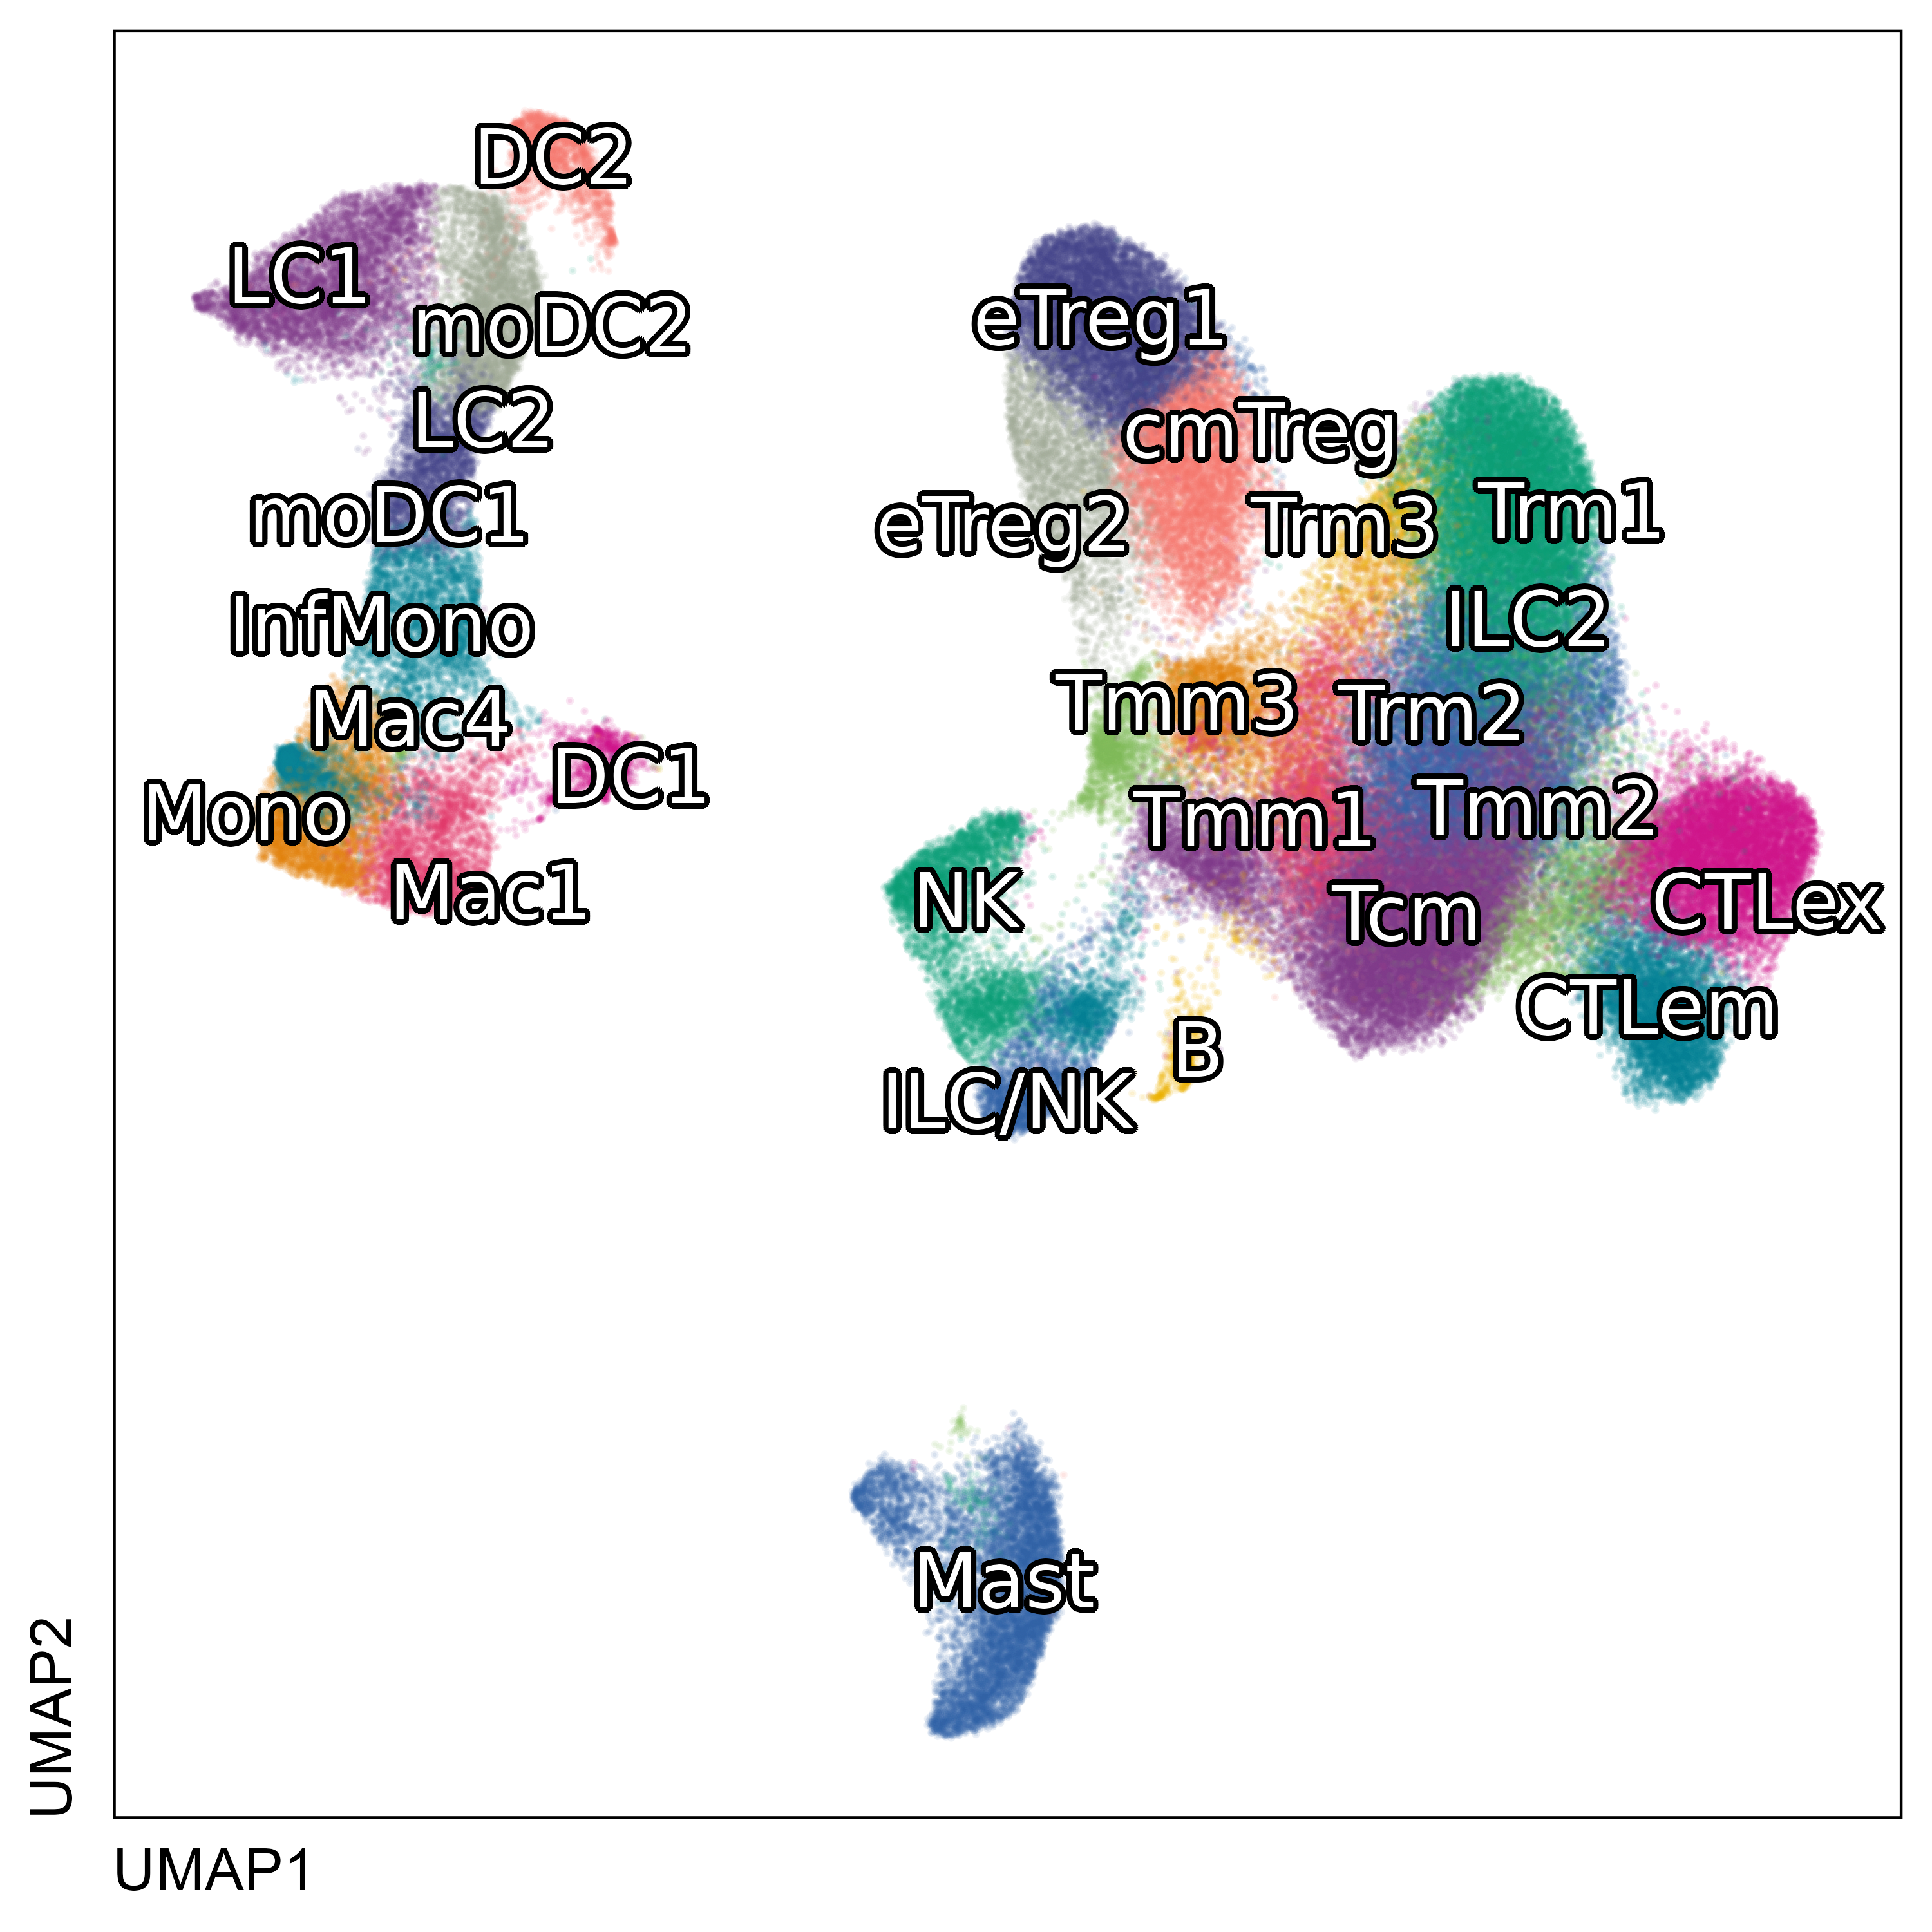 DC2
LC1
moDC2
eTreg1
LC2
cmTreg
moDC1
eTreg2
Trm3
Trm1
InfMono
ILC2
Mac4
Tmm3
Trm2
DC1
Mono
Tmm1
Tmm2
Mac1
NK
Tcm
CTLex
CTLem
B
ILC/NK
Mast
UMAP2
UMAP1